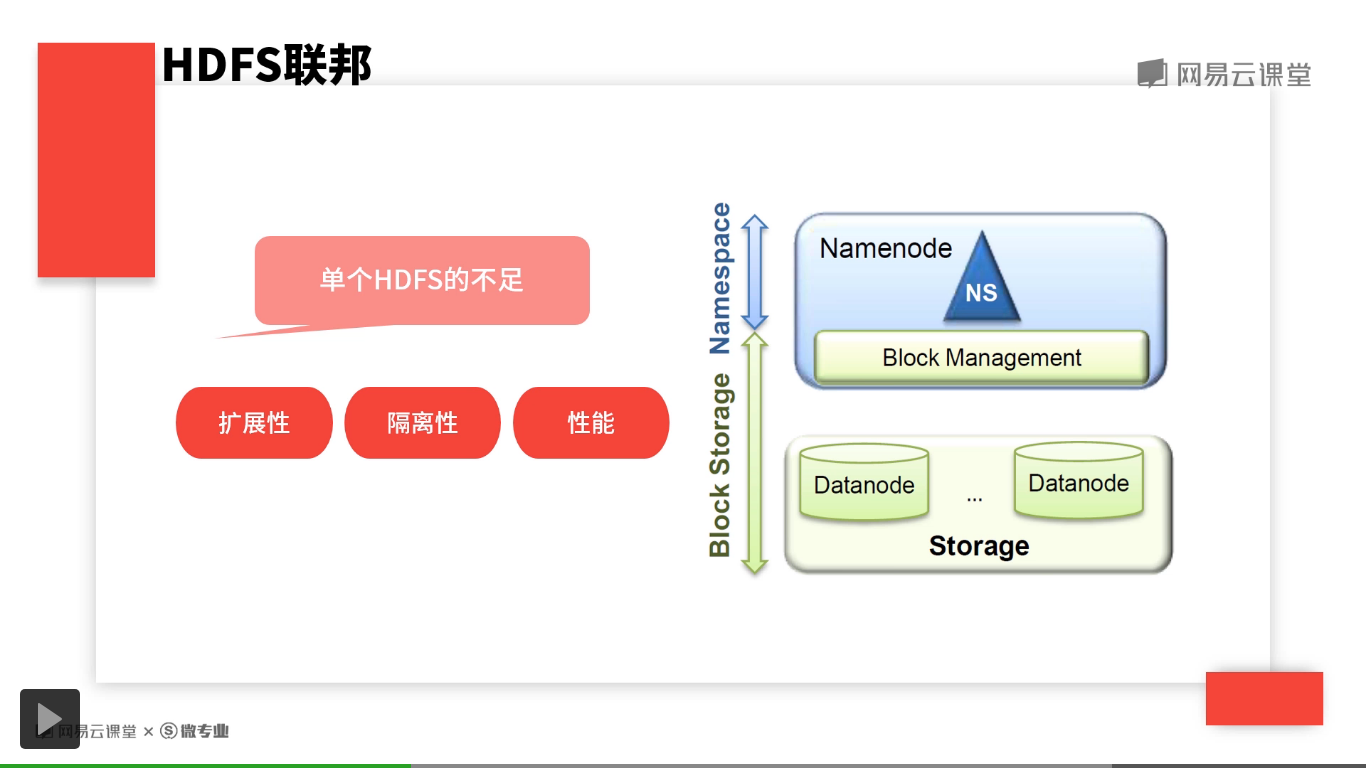 HDFS联邦
网易云课堂
单个HDFS的不足
扩展性
隔离性
性能
Namespace
Block Storage
Namenode
NS
Block Management
Datanode
...
Datanode
Storage
网易云课堂 × S微专业